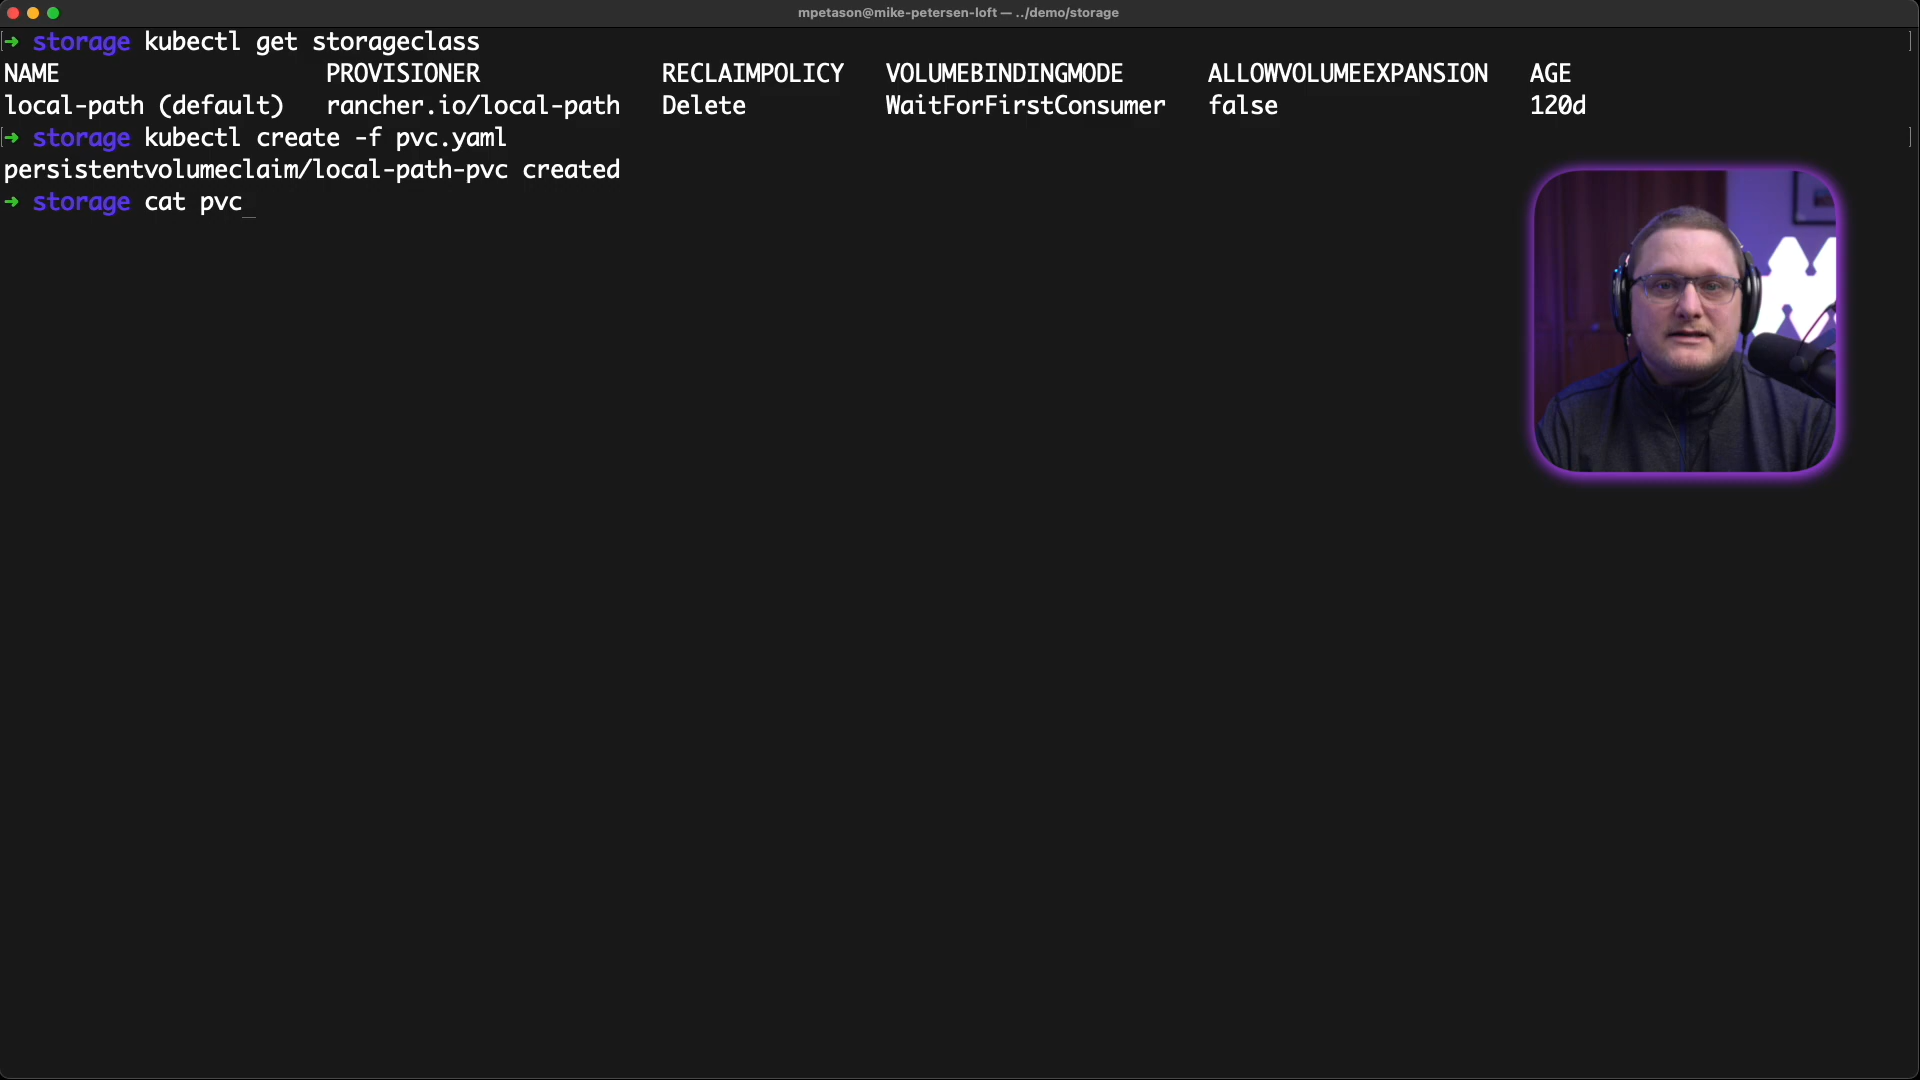 mpetason@mike-petersen-loft — ../demo/storage
➜ storage kubectl get storageclass
NAME PROVISIONER RECLAIMPOLICY VOLUMEBINDINGMODE ALLOWVOLUMEEXPANSION AGE
local-path (default) rancher.io/local-path Delete WaitForFirstConsumer false 120d
➜ storage kubectl create -f pvc.yaml
persistentvolumeclaim/local-path-pvc created
➜ storage cat pvc_